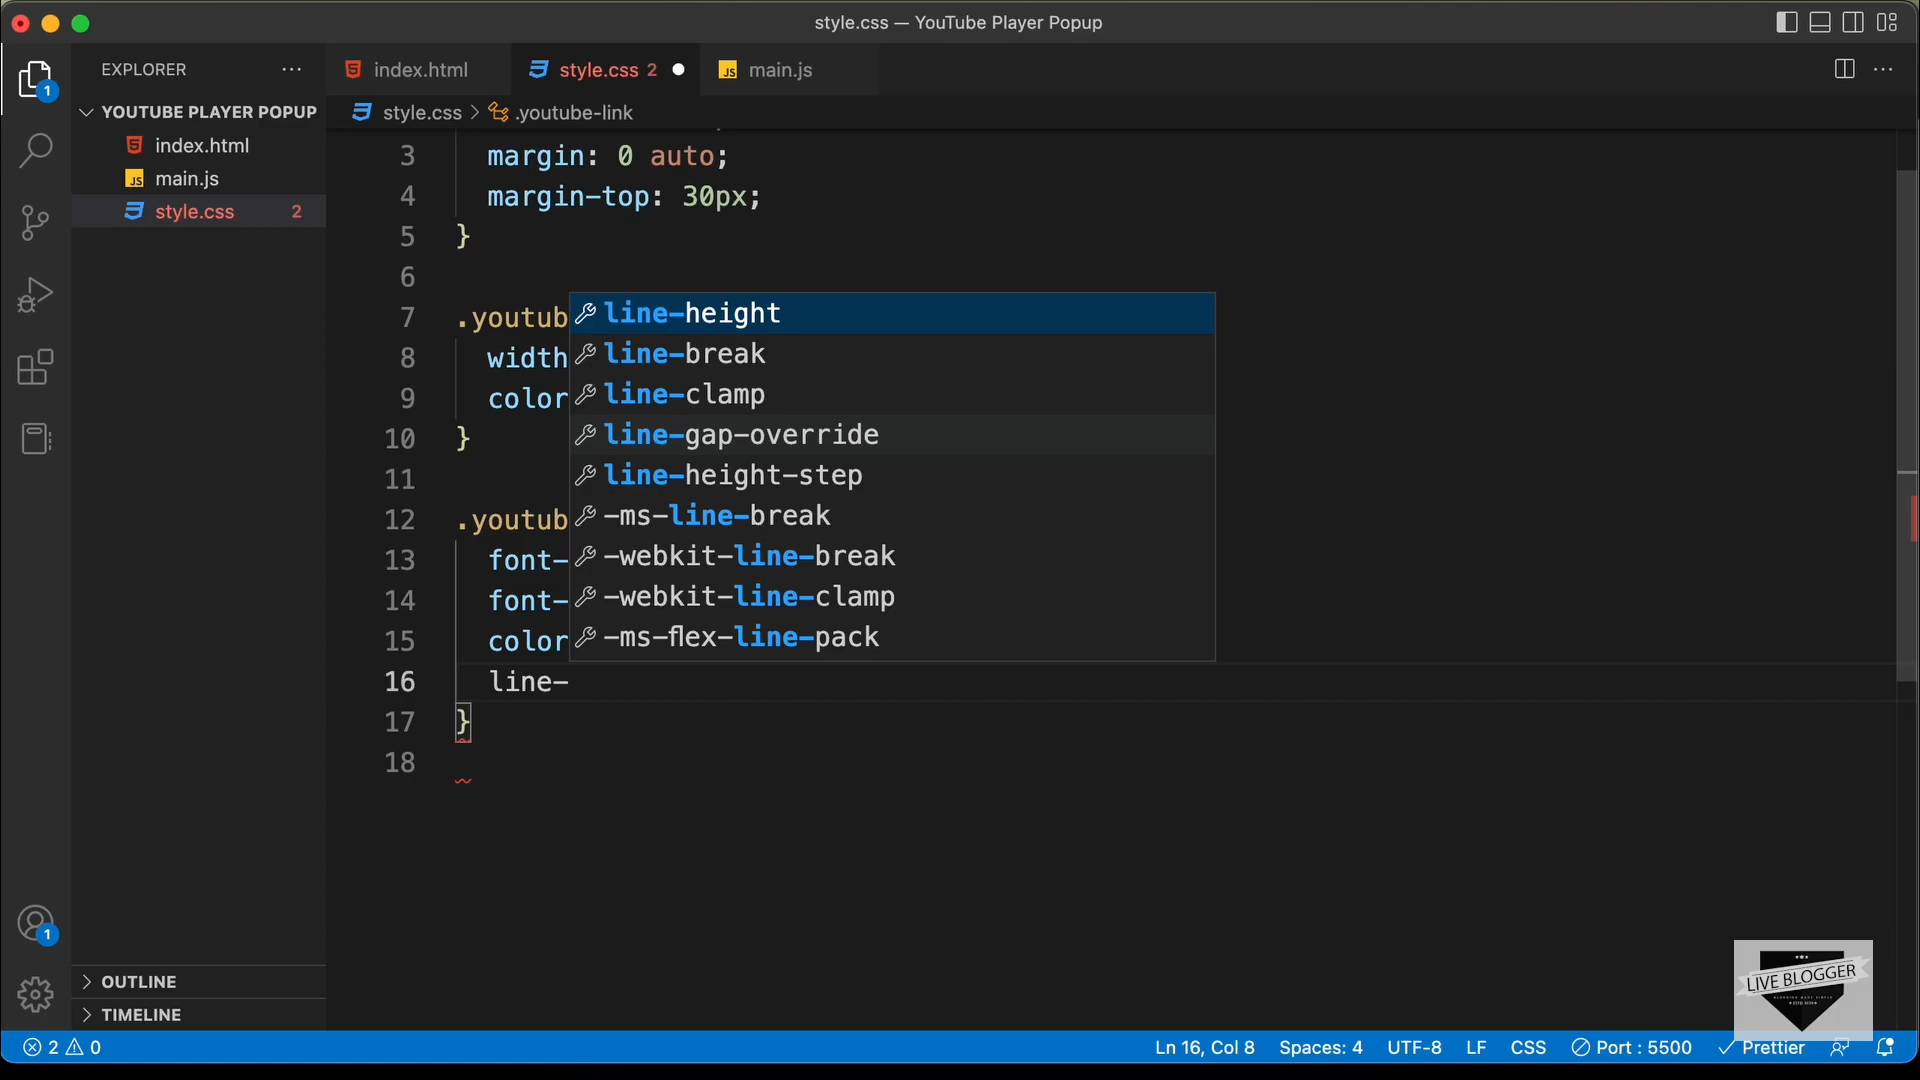 style.css — YouTube Player Popup
EXPLORER
index.html
style.css 2
main.js
YOUTUBE PLAYER POPUP
index.html
main.js
style.css 2
style.css > .youtube-link
3 margin: 0 auto;
4 margin-top: 30px;
5 }
6
7 .youtub
8 width
9 color
10 }
11
12 .youtub
13 font-
14 font-
15 color
16 line-
17 }
18
line-height
line-break
line-clamp
line-gap-override
line-height-step
-ms-line-break
-webkit-line-break
-webkit-line-clamp
-ms-flex-line-pack
1
1
OUTLINE
TIMELINE
LIVE BLOGGER
2 0
Ln 16, Col 8 Spaces: 4 UTF-8 LF CSS Port : 5500 Prettier